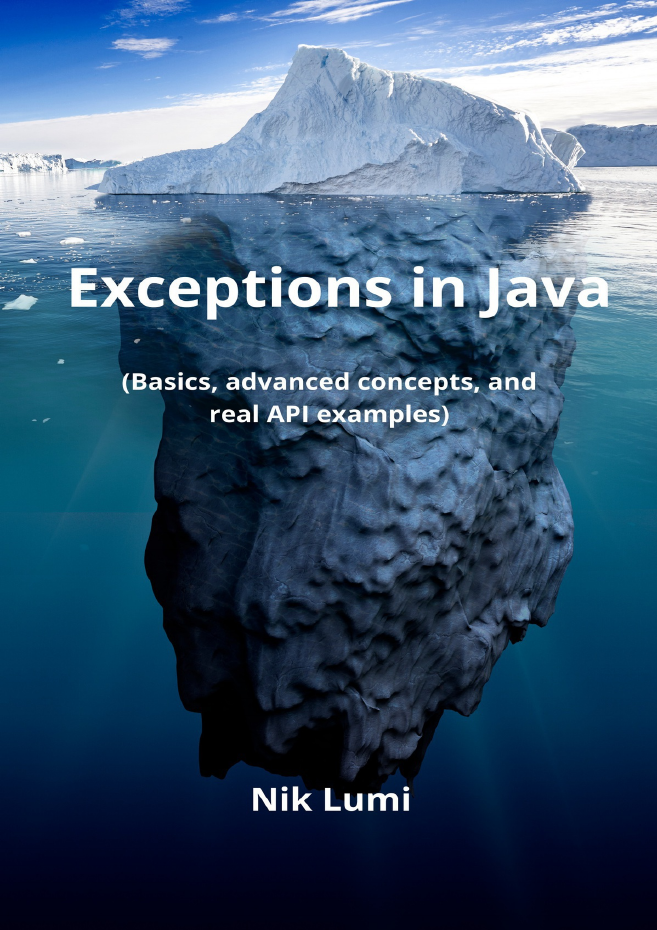 Exceptions in Java
(Basics, advanced concepts, and
real API examples)
Nik Lumi